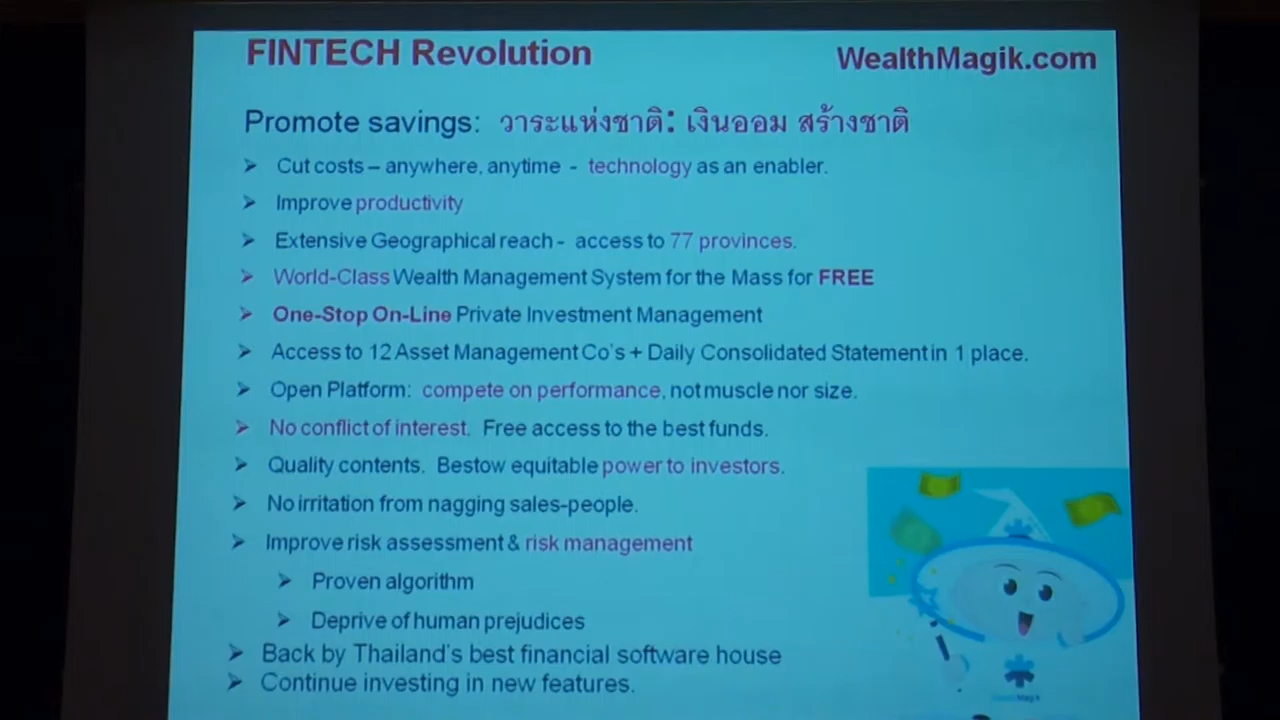 FINTECH Revolution
WealthMagik.com
Promote savings: วาระแห่งชาติ: เงินออม สร้างชาติ
➢ Cut costs – anywhere, anytime - technology as an enabler.
➢ Improve productivity
➢ Extensive Geographical reach - access to 77 provinces.
➢ World-Class Wealth Management System for the Mass for FREE
➢ One-Stop On-Line Private Investment Management
➢ Access to 12 Asset Management Co's + Daily Consolidated Statement in 1 place.
➢ Open Platform: compete on performance, not muscle nor size.
➢ No conflict of interest. Free access to the best funds.
➢ Quality contents. Bestow equitable power to investors.
➢ No irritation from nagging sales-people.
➢ Improve risk assessment & risk management
➢ Proven algorithm
➢ Deprive of human prejudices
➢ Back by Thailand's best financial software house
➢ Continue investing in new features.